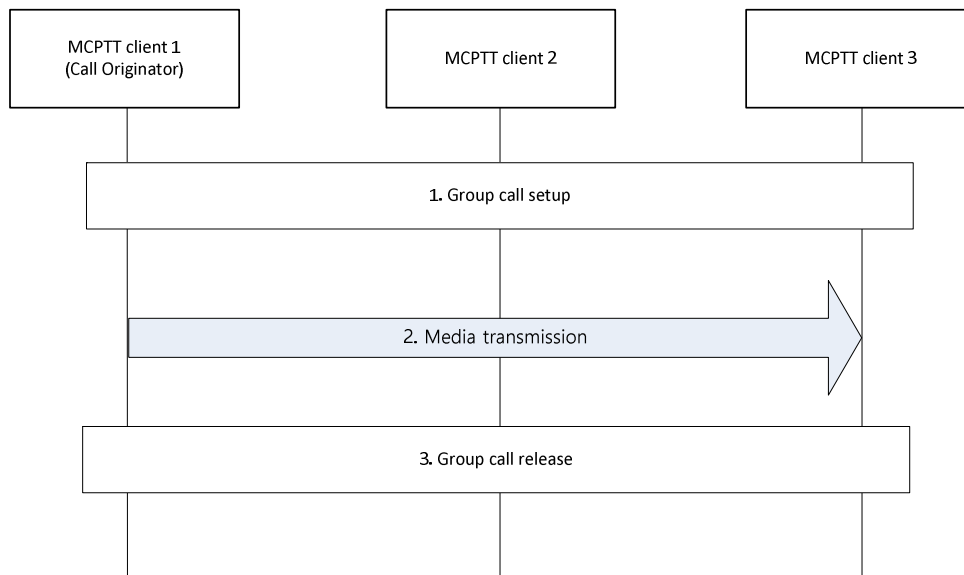 MCPTT client 1
(Call Originator)
MCPTT client 2
MCPTT client 3
1. Group call setup
2. Media transmission
3. Group call release